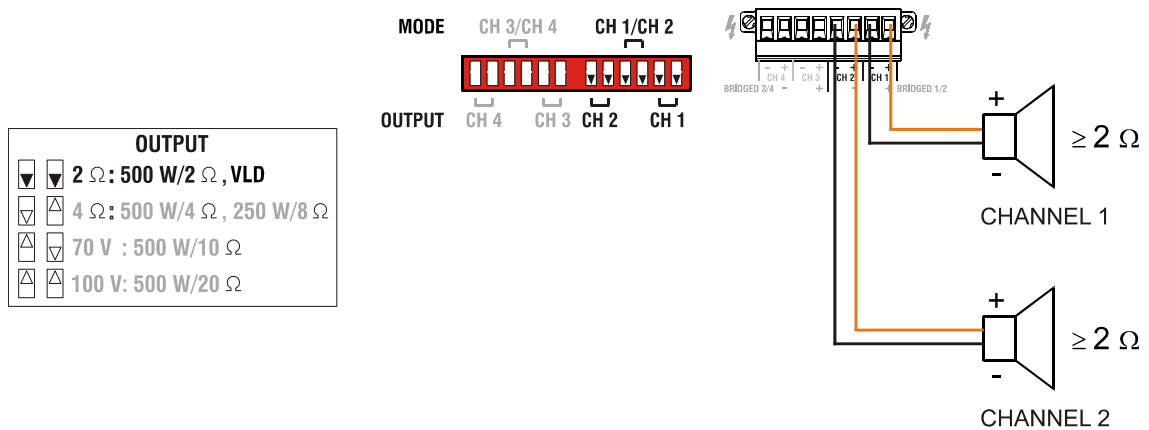 MODE CH 3/CH 4 CH 1/CH 2
OUTPUT CH 4 CH 3 CH 2 CH 1
- + - + - + - +
CH 4 CH 3 CH 2 CH 1
BRIDGED 3/4 - + - + BRIDGED 1/2
OUTPUT
2 Ω: 500 W/2 Ω, VLD
4 Ω: 500 W/4 Ω, 250 W/8 Ω
70 V : 500 W/10 Ω
100 V: 500 W/20 Ω
+
≥ 2 Ω
-
CHANNEL 1
+
≥ 2 Ω
-
CHANNEL 2